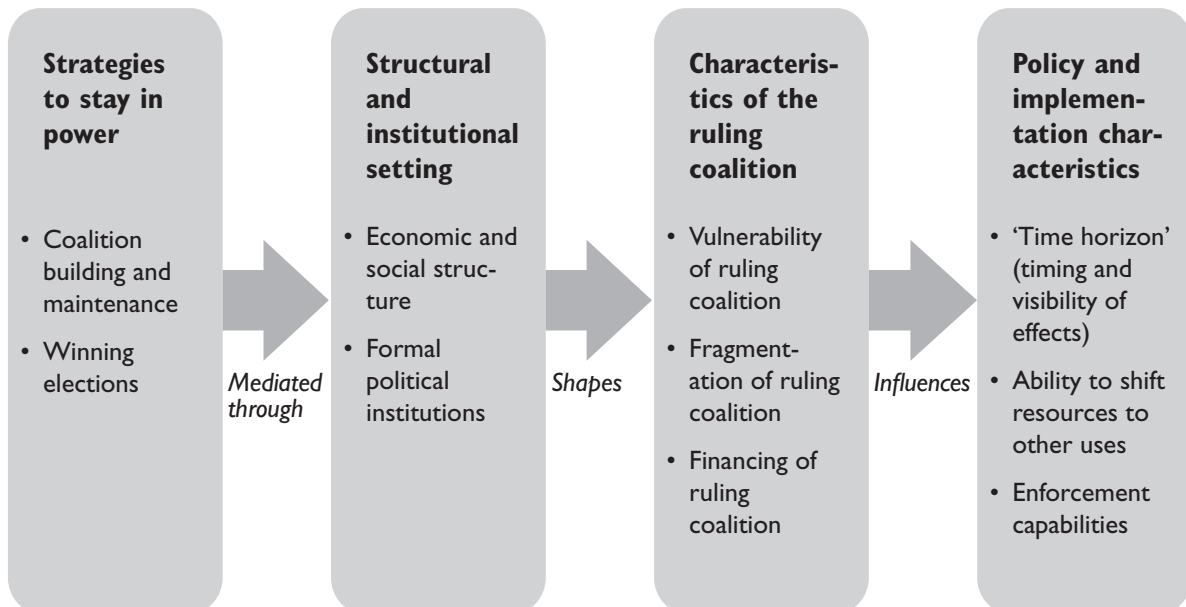 Strategies
to stay in
power
• Coalition
building and
maintenance
• Winning
elections
Mediated
through
Structural
and
institutional
setting
• Economic and
social struc-
ture
• Formal
political
institutions
Shapes
Characteris-
tics of the
ruling
coalition
• Vulnerability
of ruling
coalition
• Fragment-
ation of ruling
coalition
• Financing of
ruling
coalition
Influences
Policy and
implemen-
tation char-
acteristics
• ‘Time horizon’
(timing and
visibility of
effects)
• Ability to shift
resources to
other uses
• Enforcement
capabilities